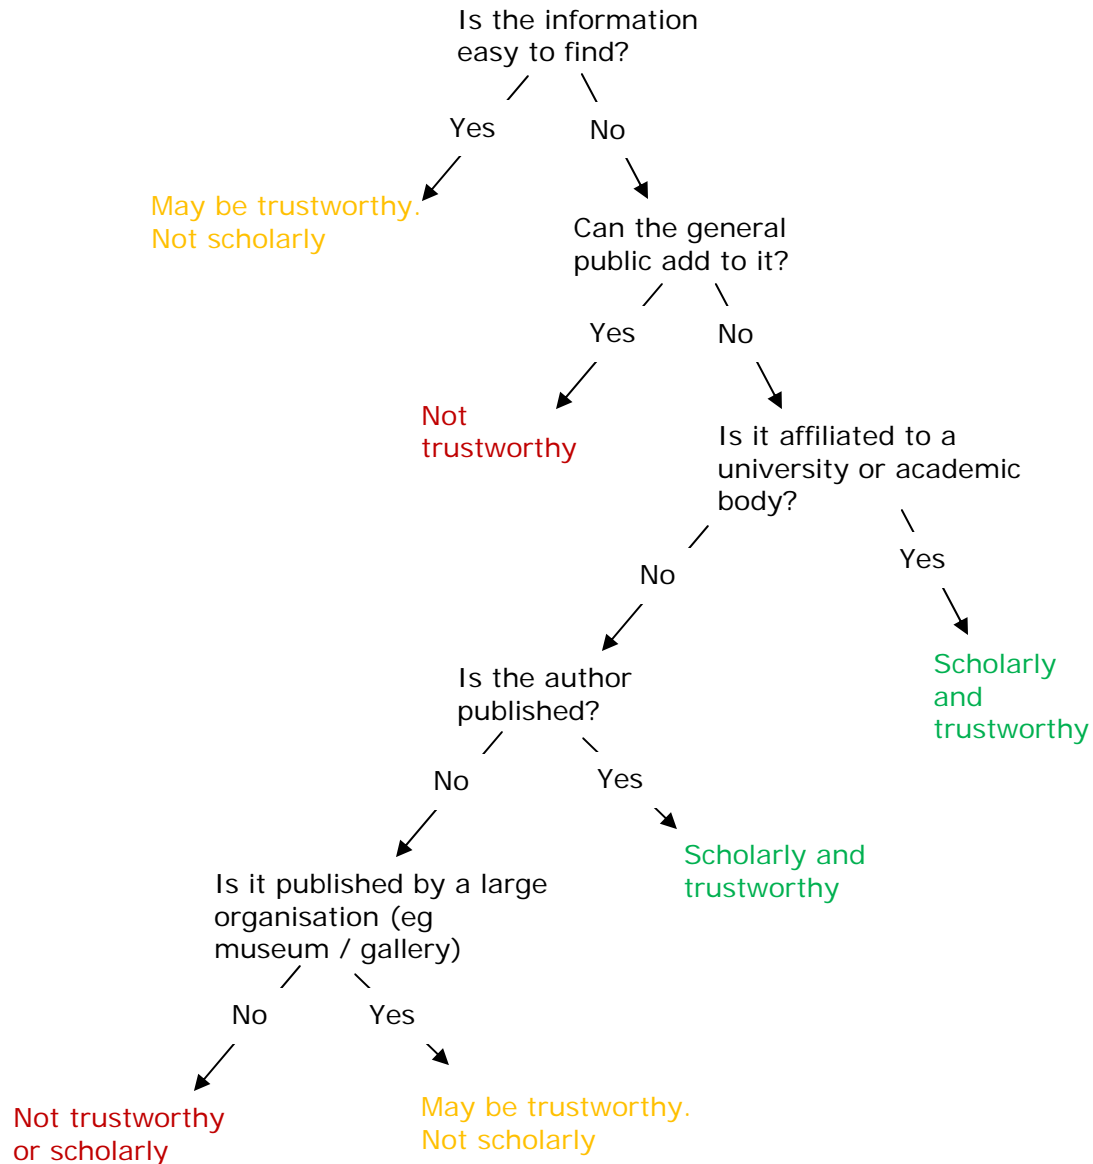 Is the information
easy to find?
Yes
No
May be trustworthy.
Not scholarly
Can the general
public add to it?
Yes
No
Not
trustworthy
Is it affiliated to a
university or academic
body?
No
Yes
Scholarly
and
trustworthy
Is the author
published?
No
Yes
Scholarly and
trustworthy
Is it published by a large
organisation (eg
museum / gallery)
No
Yes
Not trustworthy
or scholarly
May be trustworthy.
Not scholarly